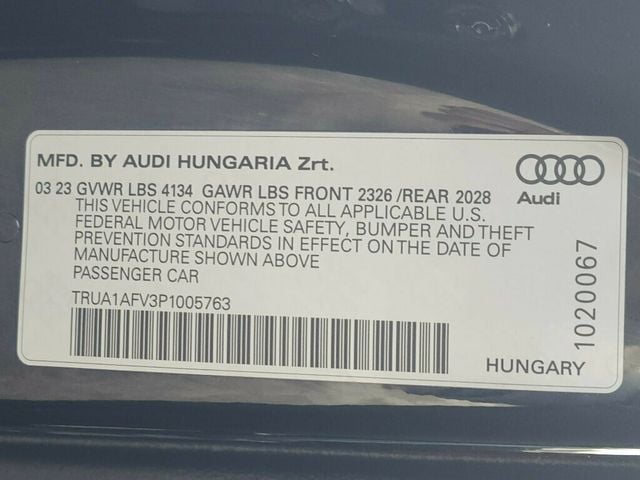 MFD. BY AUDI HUNGARIA Zrt.
03 23 GVWR LBS 4134 GAWR LBS FRONT 2326 /REAR 2028
THIS VEHICLE CONFORMS TO ALL APPLICABLE U.S.
FEDERAL MOTOR VEHICLE SAFETY, BUMPER AND THEFT
PREVENTION STANDARDS IN EFFECT ON THE DATE OF
MANUFACTURE SHOWN ABOVE
PASSENGER CAR
TRUA1AFV3P1005763
Audi
1020067
HUNGARY